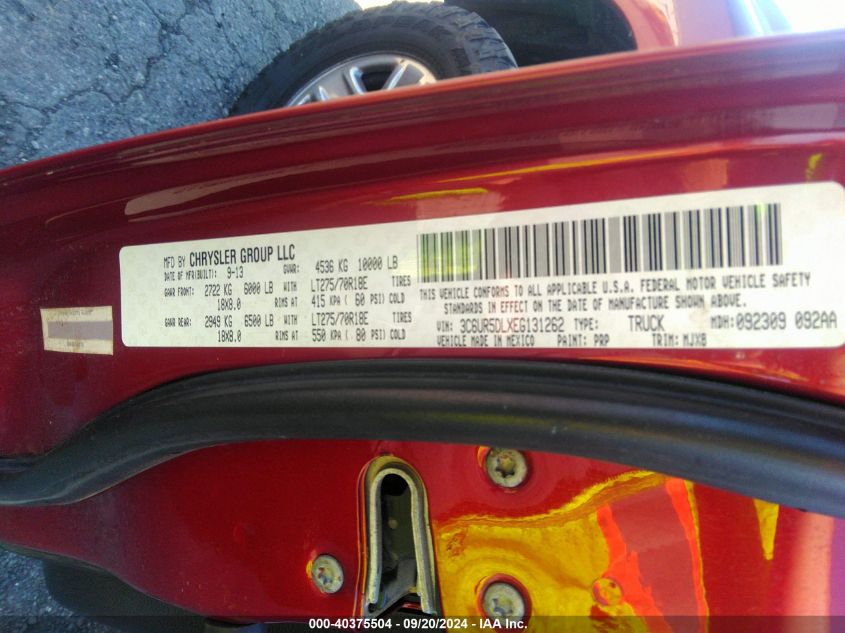 MFD BY CHRYSLER GROUP LLC
DATE OF MFR(BUILT): 9-13 GVWR: 4536 KG 10000 LB
GAWR FRONT: 2722 KG 6000 LB WITH LT275/70R18E TIRES
18X8.0 RIMS AT 415 KPA ( 60 PSI) COLD
GAWR REAR: 2949 KG 6500 LB WITH LT275/70R18E TIRES
18X8.0 RIMS AT 550 KPA ( 80 PSI) COLD
THIS VEHICLE CONFORMS TO ALL APPLICABLE U.S.A. FEDERAL MOTOR VEHICLE SAFETY
STANDARDS IN EFFECT ON THE DATE OF MANUFACTURE SHOWN ABOVE.
VIN: 3C6UR5DLXEG131262 TYPE: TRUCK MDH:092309 092AA
VEHICLE MADE IN MEXICO PAINT: PRP TRIM: MJXB
000-40375504 - 09/20/2024 - IAA, Inc.